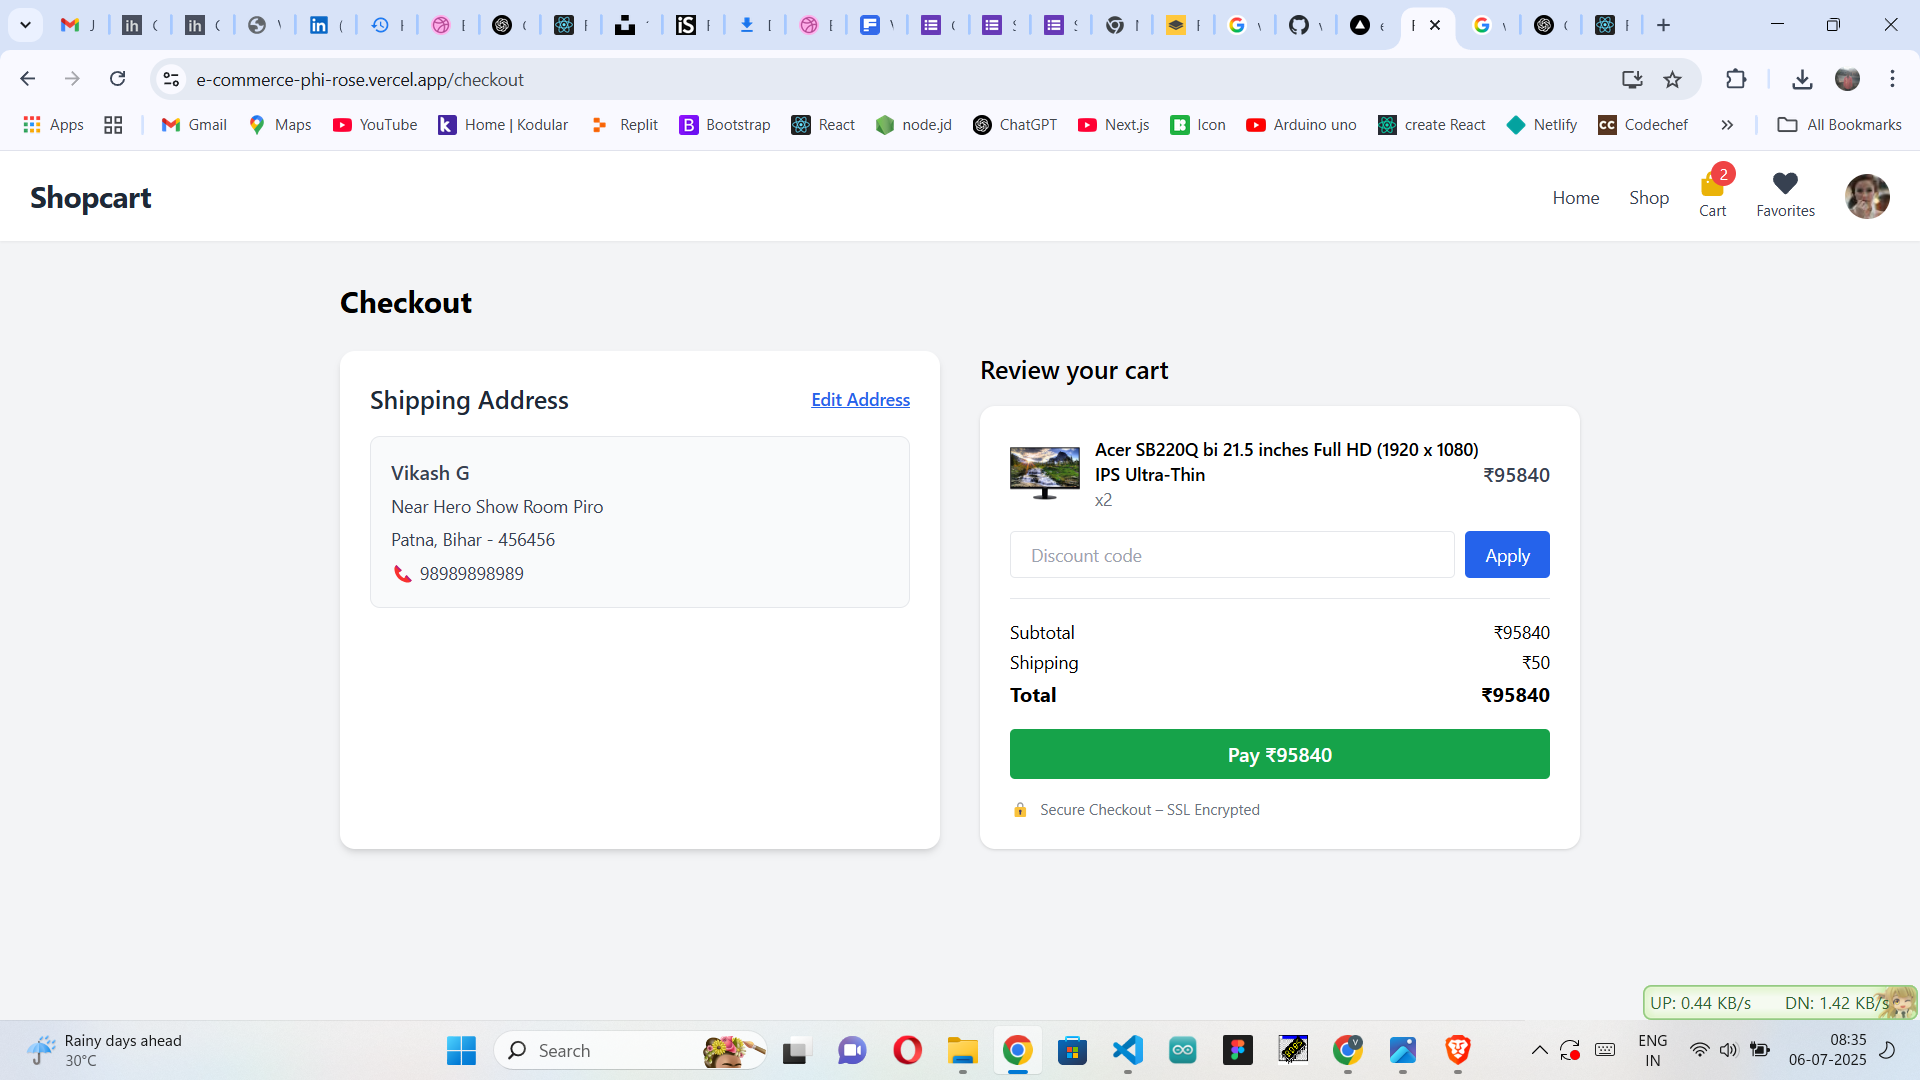 e-commerce-phi-rose.vercel.app/checkout
Apps
Gmail
Maps
YouTube
Home | Kodular
Replit
Bootstrap
React
node.jd
ChatGPT
Next.js
Icon
Arduino uno
create React
Netlify
Codechef
All Bookmarks
Shopcart
Home
Shop
2
Cart
Favorites
Checkout
Shipping Address
Edit Address
Vikash G
Near Hero Show Room Piro
Patna, Bihar - 456456
98989898989
Review your cart
Acer SB220Q bi 21.5 inches Full HD (1920 x 1080)
IPS Ultra-Thin
₹95840
x2
Discount code
Apply
Subtotal
₹95840
Shipping
₹50
Total
₹95840
Pay ₹95840
Secure Checkout – SSL Encrypted
UP: 0.44 KB/s DN: 1.42 KB/s
Rainy days ahead
30°C
Search
ENG
IN
08:35
06-07-2025